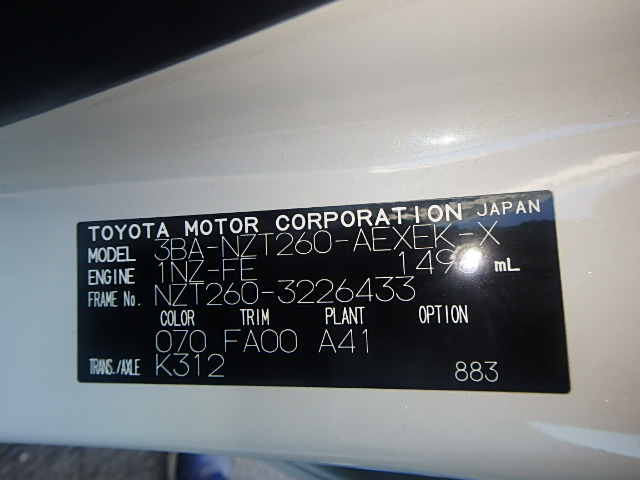 TOYOTA MOTOR CORPORATION JAPAN
MODEL 3BA-NZT260-AEXEK-X
ENGINE 1NZ-FE mL
FRAME No. NZT260-3226433
COLOR TRIM PLANT OPTION
070 FA00 A41
TRANS./AXLE K312 883